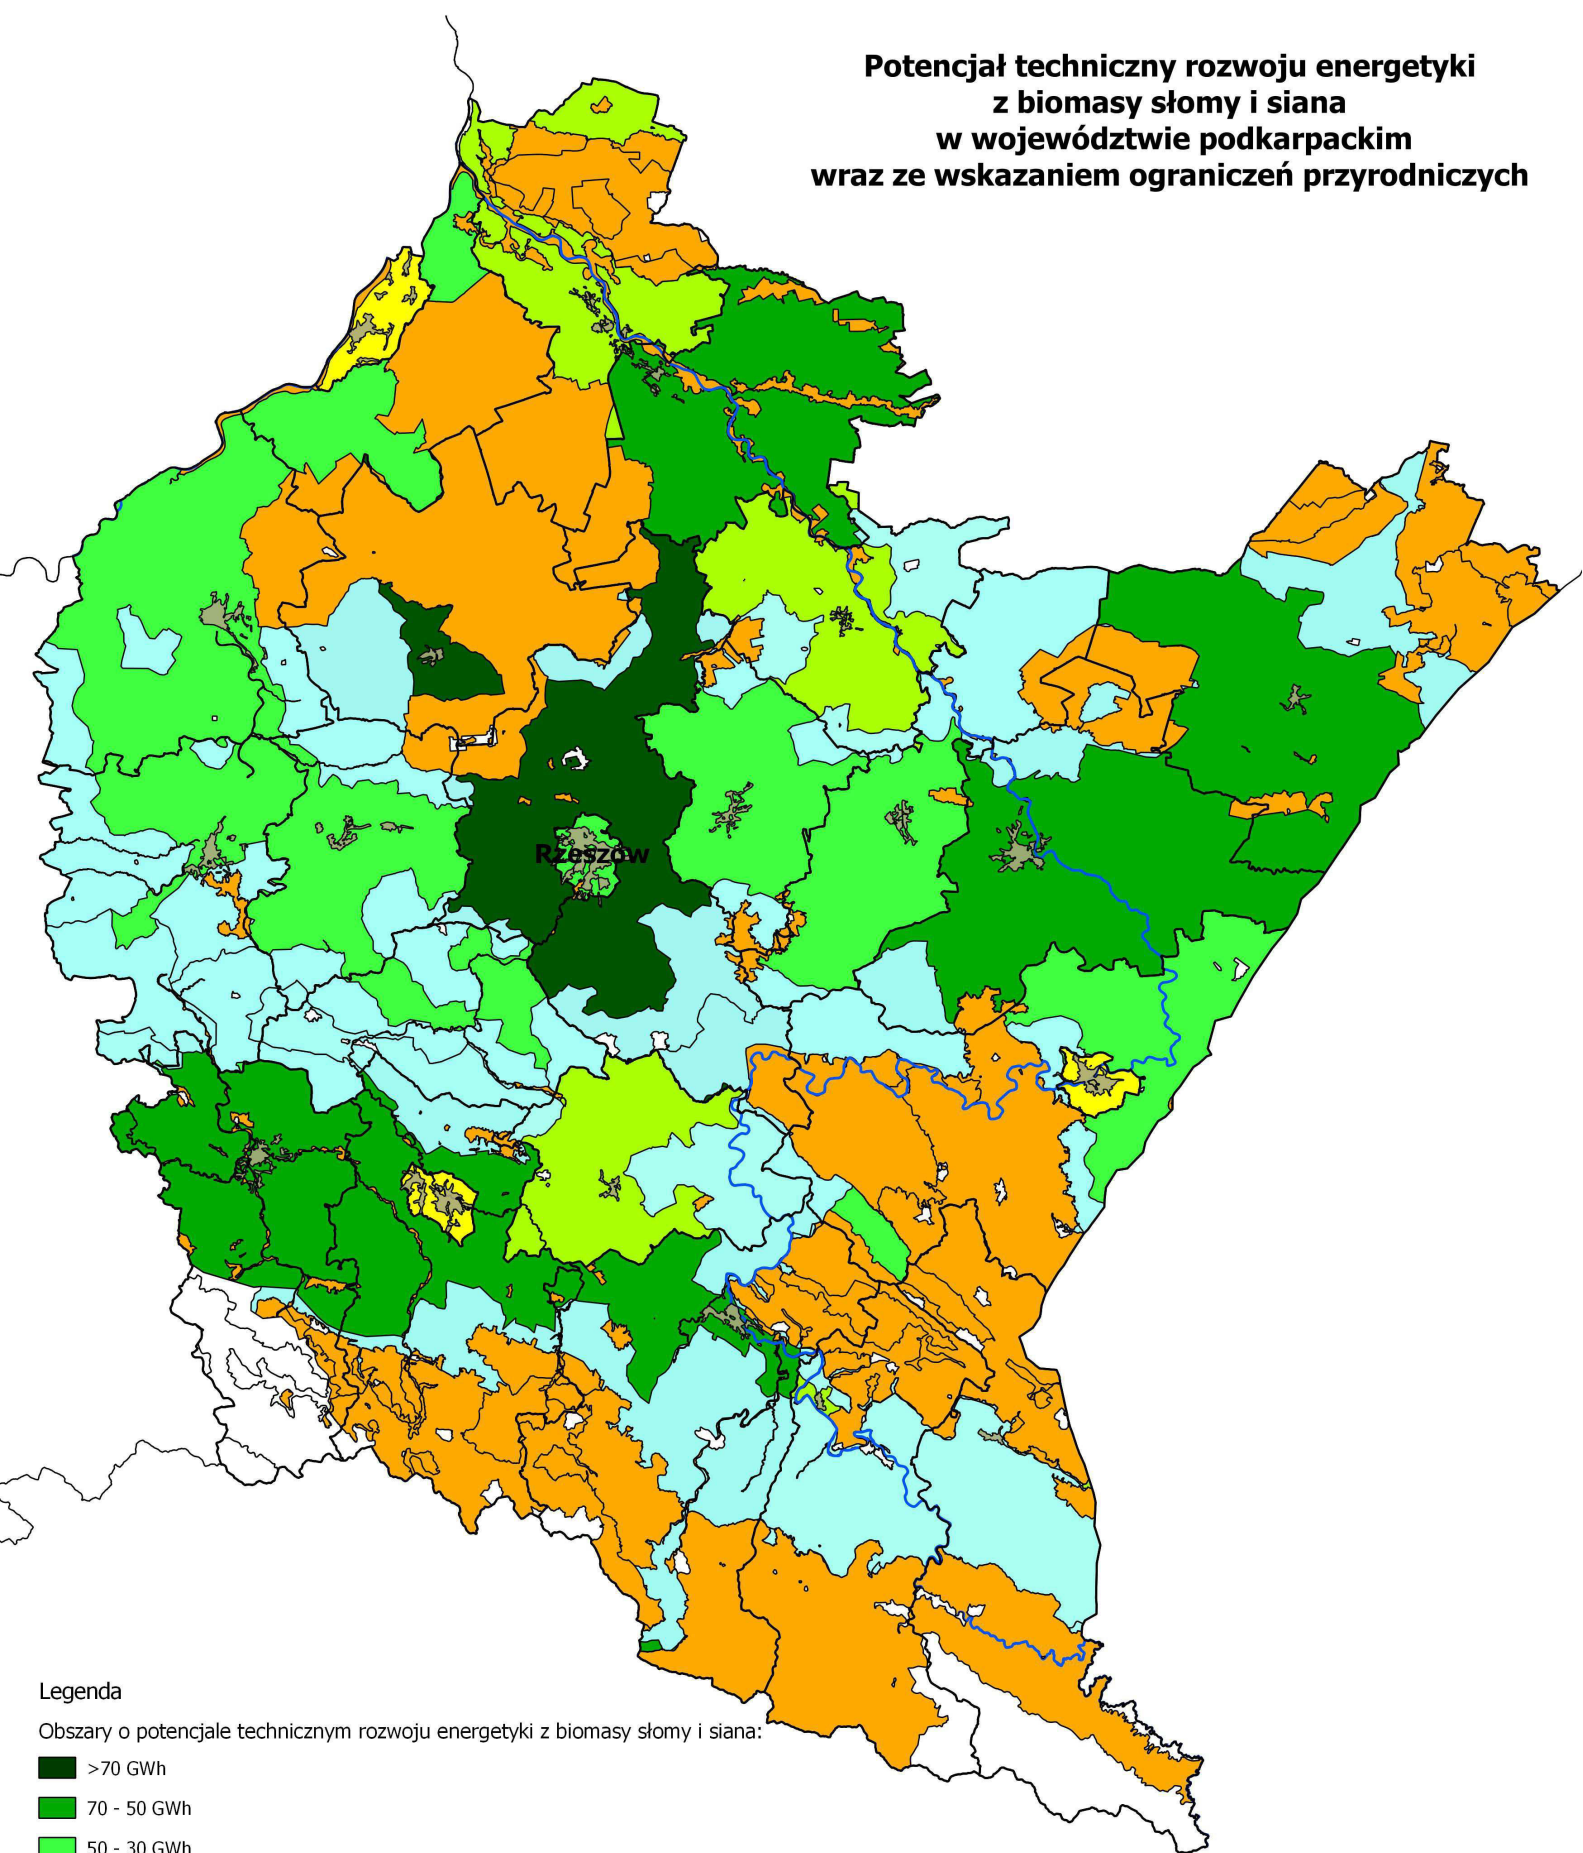 Potencjał techniczny rozwoju energetyki
z biomasy słomy i siana
w województwie podkarpackim
wraz ze wskazaniem ograniczeń przyrodniczych
Rzeszów
Legenda
Obszary o potencjale technicznym rozwoju energetyki z biomasy słomy i siana:
>70 GWh
70 - 50 GWh
50 - 30 GWh